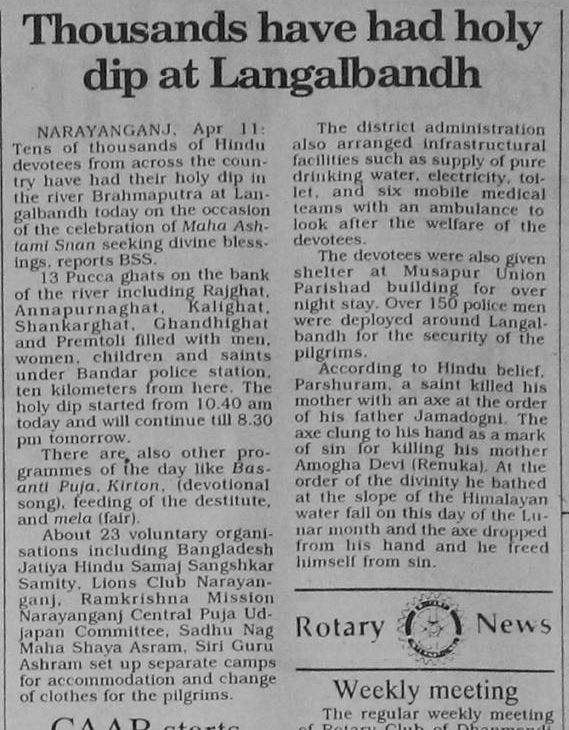 Thousands have had holy
dip at Langalbandh
NARAYANGANJ, Apr 11:
Tens of thousands of Hindu
devotees from across the coun-
try have had their holy dip in
the river Brahmaputra at Lan-
galbandh today on the occasion
of the celebration of Maha Ash-
tami Snan seeking divine bless-
ings, reports BSS.
13 Pucca ghats on the bank
of the river including Rajghat,
Annapurnaghat, Kalighat,
Shankarghat, Ghandhighat
and Premtoli filled with men,
women, children and saints
under Bandar police station,
ten kilometers from here. The
holy dip started from 10.40 am
today and will continue till 8.30
pm tomorrow.
There are also other pro-
grammes of the day like Bas-
anti Puja, Kirton, (devotional
song), feeding of the destitute,
and mela (fair).
About 23 voluntary organi-
sations including Bangladesh
Jatiya Hindu Samaj Sangshkar
Samity, Lions Club Narayan-
ganj, Ramkrishna Mission
Narayanganj Central Puja Ud-
japan Committee, Sadhu Nag
Maha Shaya Asram, Siri Guru
Ashram set up separate camps
for accommodation and change
of clothes for the pilgrims.
The district administration
also arranged infrastructural
facilities such as supply of pure
drinking water, electricity, toi-
let, and six mobile medical
teams with an ambulance to
look after the welfare of the
devotees.
The devotees were also given
shelter at Musapur Union
Parishad building for over
night stay. Over 150 police men
were deployed around Langal-
bandh for the security of the
pilgrims.
According to Hindu belief,
Parshuram, a saint killed his
mother with an axe at the order
of his father Jamadogni. The
axe clung to his hand as a mark
of sin for killing his mother
Amogha Devi (Renuka). At the
order of the divinity he bathed
at the slope of the Himalayan
water fall on this day of the Lu-
nar month and the axe dropped
from his hand and he freed
himself from sin.
Rotary News
Weekly meeting
The regular weekly meeting
of Rotary Club of Dhanmondi